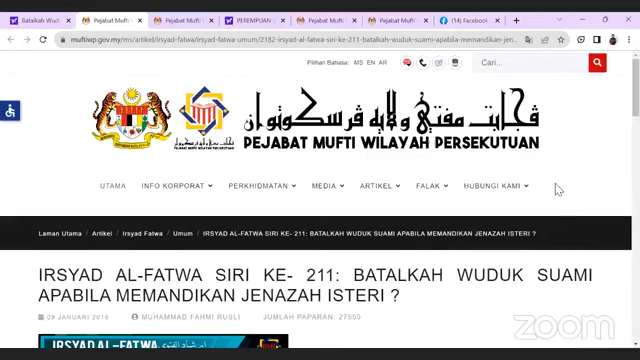 Batalkah Wudu
Pejabat Mufti W
Pejabat Mufti W
PEREMPUAN
Pejabat Mufti W
Pejabat Mufti W
(14) Facebook
muftiwp.gov.my/ms/artikel/irsyad-fatwa/irsyad-fatwa-umum/2182-irsyad-al-fatwa-siri-ke-211-batalkah-wuduk-suami-apabila-memandikan-jen...
Pilihan Bahasa: MS EN AR
Cari...
ڤجابت مفتي ولايه ڤرسكوتوان
PEJABAT MUFTI WILAYAH PERSEKUTUAN
PEJABAT MUFTI WILAYAH PERSEKUTUAN
UTAMA INFO KORPORAT PERKHIDMATAN MEDIA ARTIKEL FALAK HUBUNGI KAMI
Laman Utama / Artikel / Irsyad Fatwa / Umum / IRSYAD AL-FATWA SIRI KE- 211: BATALKAH WUDUK SUAMI APABILA MEMANDIKAN JENAZAH ISTERI ?
IRSYAD AL-FATWA SIRI KE- 211: BATALKAH WUDUK SUAMI
APABILA MEMANDIKAN JENAZAH ISTERI ?
09 JANUARI 2018 MUHAMMAD FAHMI RUSLI JUMLAH PAPARAN: 27550
IRSYAD AL-FATWA
zoom